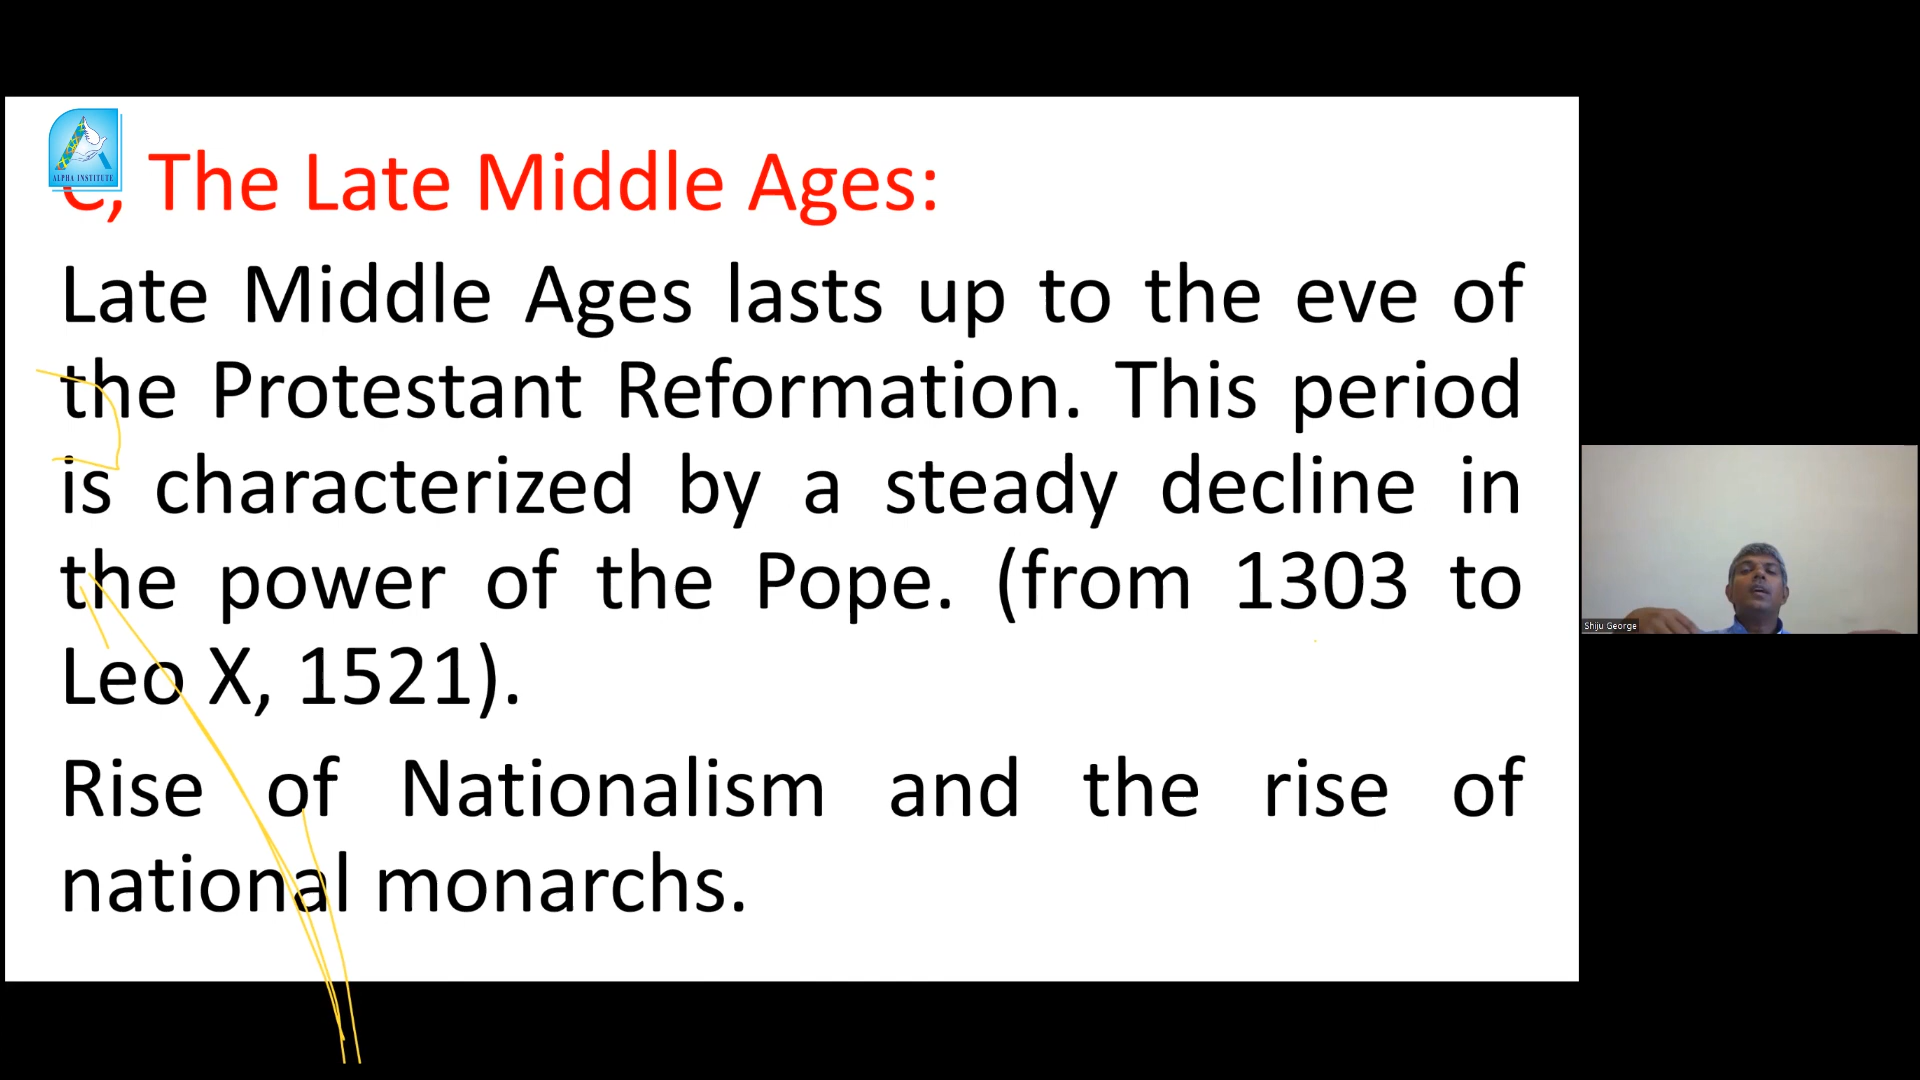 ALPHA INSTITUTE
C, The Late Middle Ages:
Late Middle Ages lasts up to the eve of
the Protestant Reformation. This period
is characterized by a steady decline in
the power of the Pope. (from 1303 to
Leo X, 1521).
Rise of Nationalism and the rise of
national monarchs.
Shiju George